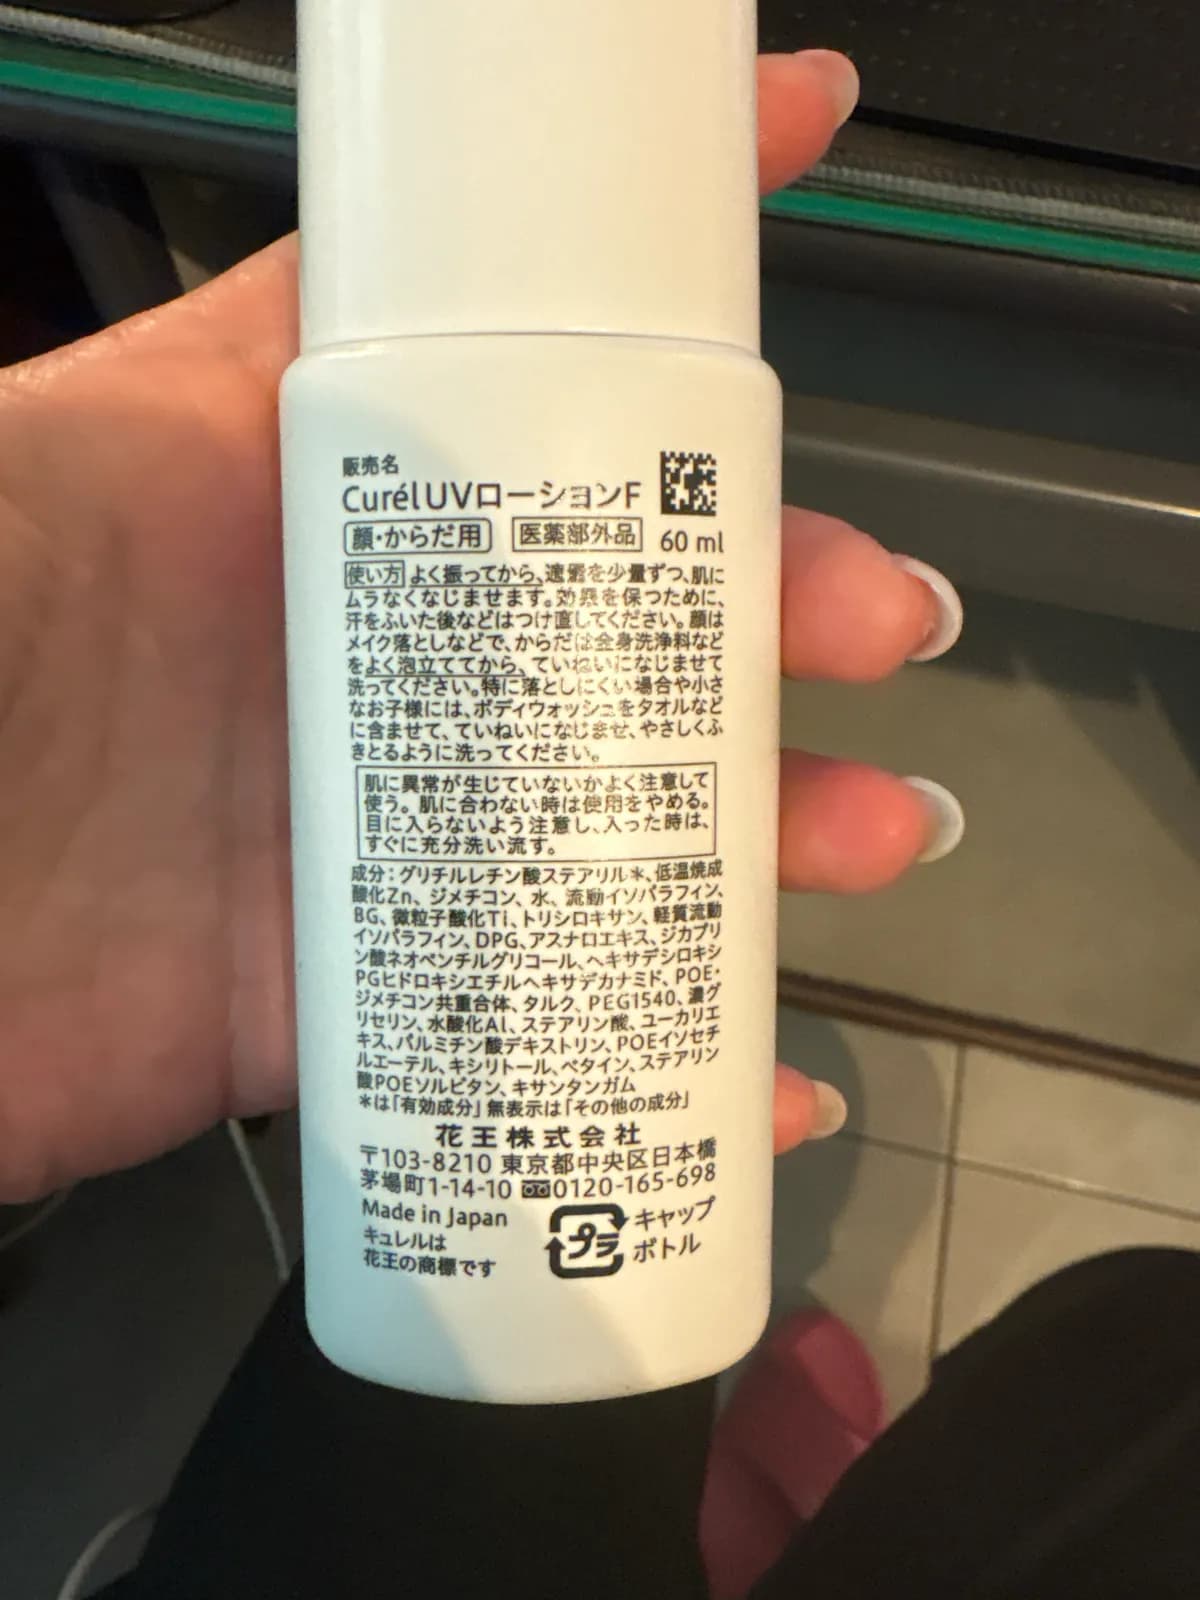 販売名
CurélUVローションF
顔・からだ用 医薬部外品 60 ml
使い方 よく振ってから、適量を少量ずつ、肌に
ムラなくなじませます。効果を保つために、
汗をふいた後などはつけ直してください。顔は
メイク落としなどで、からだは全身洗浄料など
をよく泡立ててから、ていねいになじませて
洗ってください。特に落としにくい場合や小さ
なお子様には、ボディウォッシュをタオルなど
に含ませて、ていねいになじませ、やさしくふ
きとるように洗ってください。
肌に異常が生じていないかよく注意して
使う。肌に合わない時は使用をやめる。
目に入らないよう注意し、入った時は、
すぐに充分洗い流す。
成分：グリチルレチン酸ステアリル＊、低温焼成
酸化Zn、ジメチコン、水、流動イソパラフィン、
BG、微粒子酸化Ti、トリシロキサン、軽質流動
イソパラフィン、DPG、アスナロエキス、ジカプリ
ン酸ネオペンチルグリコール、ヘキサデシロキシ
PGヒドロキシエチルヘキサデカナミド、POE・
ジメチコン共重合体、タルク、PEG1540、濃グ
リセリン、水酸化Al、ステアリン酸、ユーカリエ
キス、パルミチン酸デキストリン、POEイソセチ
ルエーテル、キシリトール、ベタイン、ステアリン
酸POEソルビタン、キサンタンガム
＊は「有効成分」無表示は「その他の成分」
花王株式会社
〒103-8210 東京都中央区日本橋
茅場町1-14-10 0120-165-698
Made in Japan
キュレルは
花王の商標です
プラ キャップ
ボトル